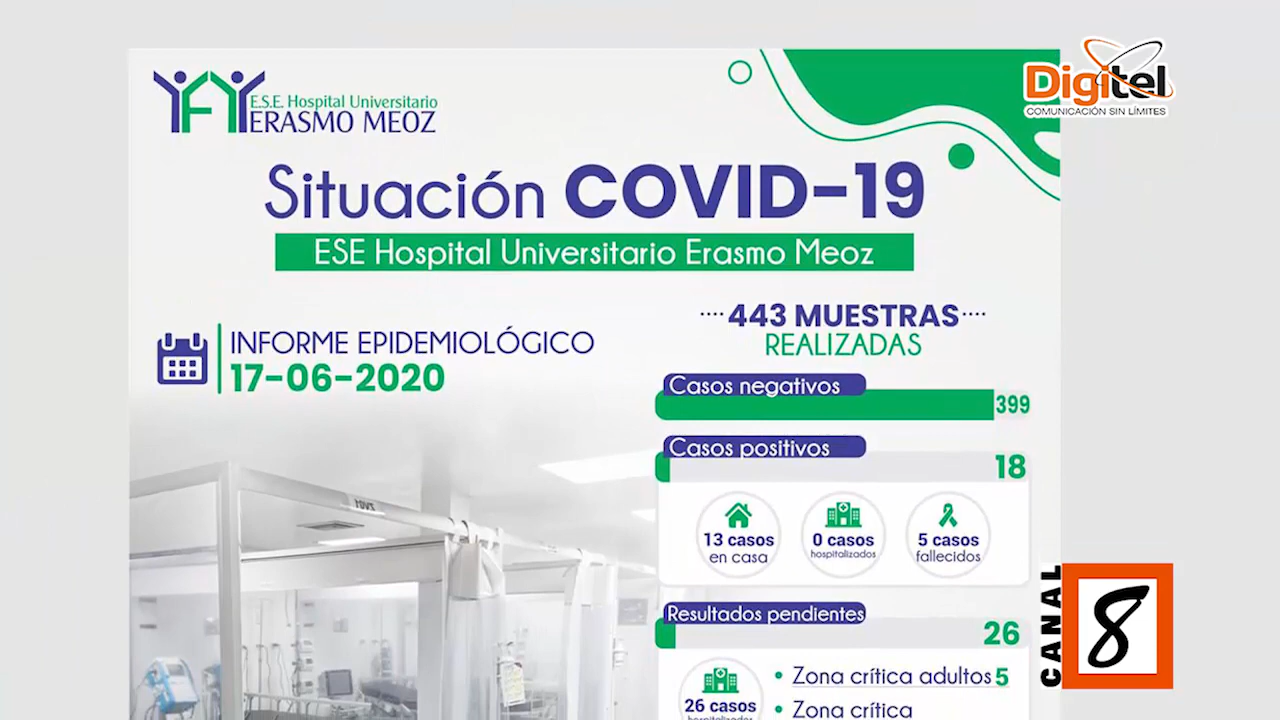 Digitel
COMUNICACIÓN SIN LÍMITES
E.S.E. Hospital Universitario
ERASMO MEOZ
Situación COVID-19
ESE Hospital Universitario Erasmo Meoz
INFORME EPIDEMIOLÓGICO
17-06-2020
443 MUESTRAS
REALIZADAS
Casos negativos
399
Casos positivos
18
13 casos
en casa
0 casos
hospitalizados
5 casos
fallecidos
Resultados pendientes
26
26 casos
hospitalizados
• Zona crítica adultos 5
• Zona crítica
CANAL
8